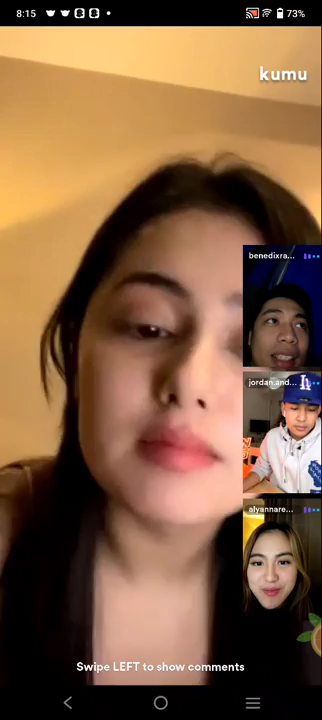 8:15
73%
kumu
benedixra...
jordan.and...
alyannare...
Swipe LEFT to show comments